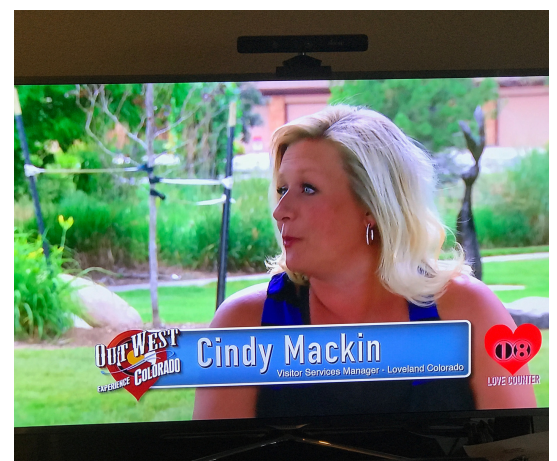 OUT WEST
EXPERIENCE COLORADO
Cindy Mackin
Visitor Services Manager - Loveland Colorado
08
LOVE COUNTER